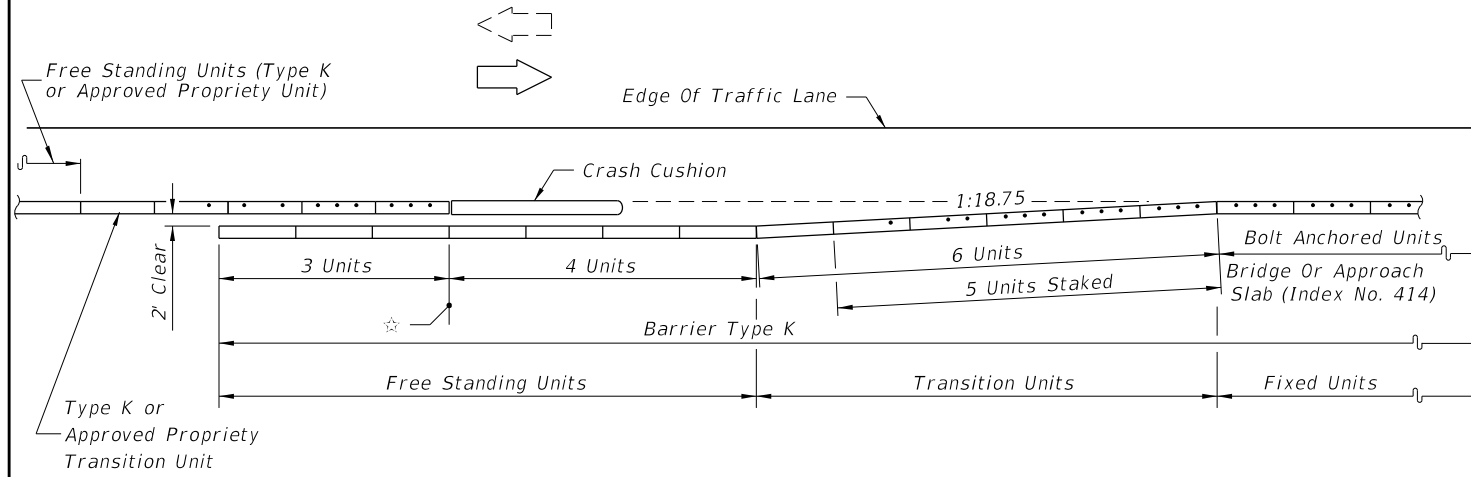 Free Standing Units (Type K
or Approved Propriety Unit)
Edge Of Traffic Lane
Crash Cushion
1:18.75
2' Clear
3 Units
4 Units
6 Units
5 Units Staked
Bolt Anchored Units
Bridge Or Approach
Slab (Index No. 414)
Barrier Type K
Free Standing Units
Transition Units
Fixed Units
Type K or
Approved Propriety
Transition Unit